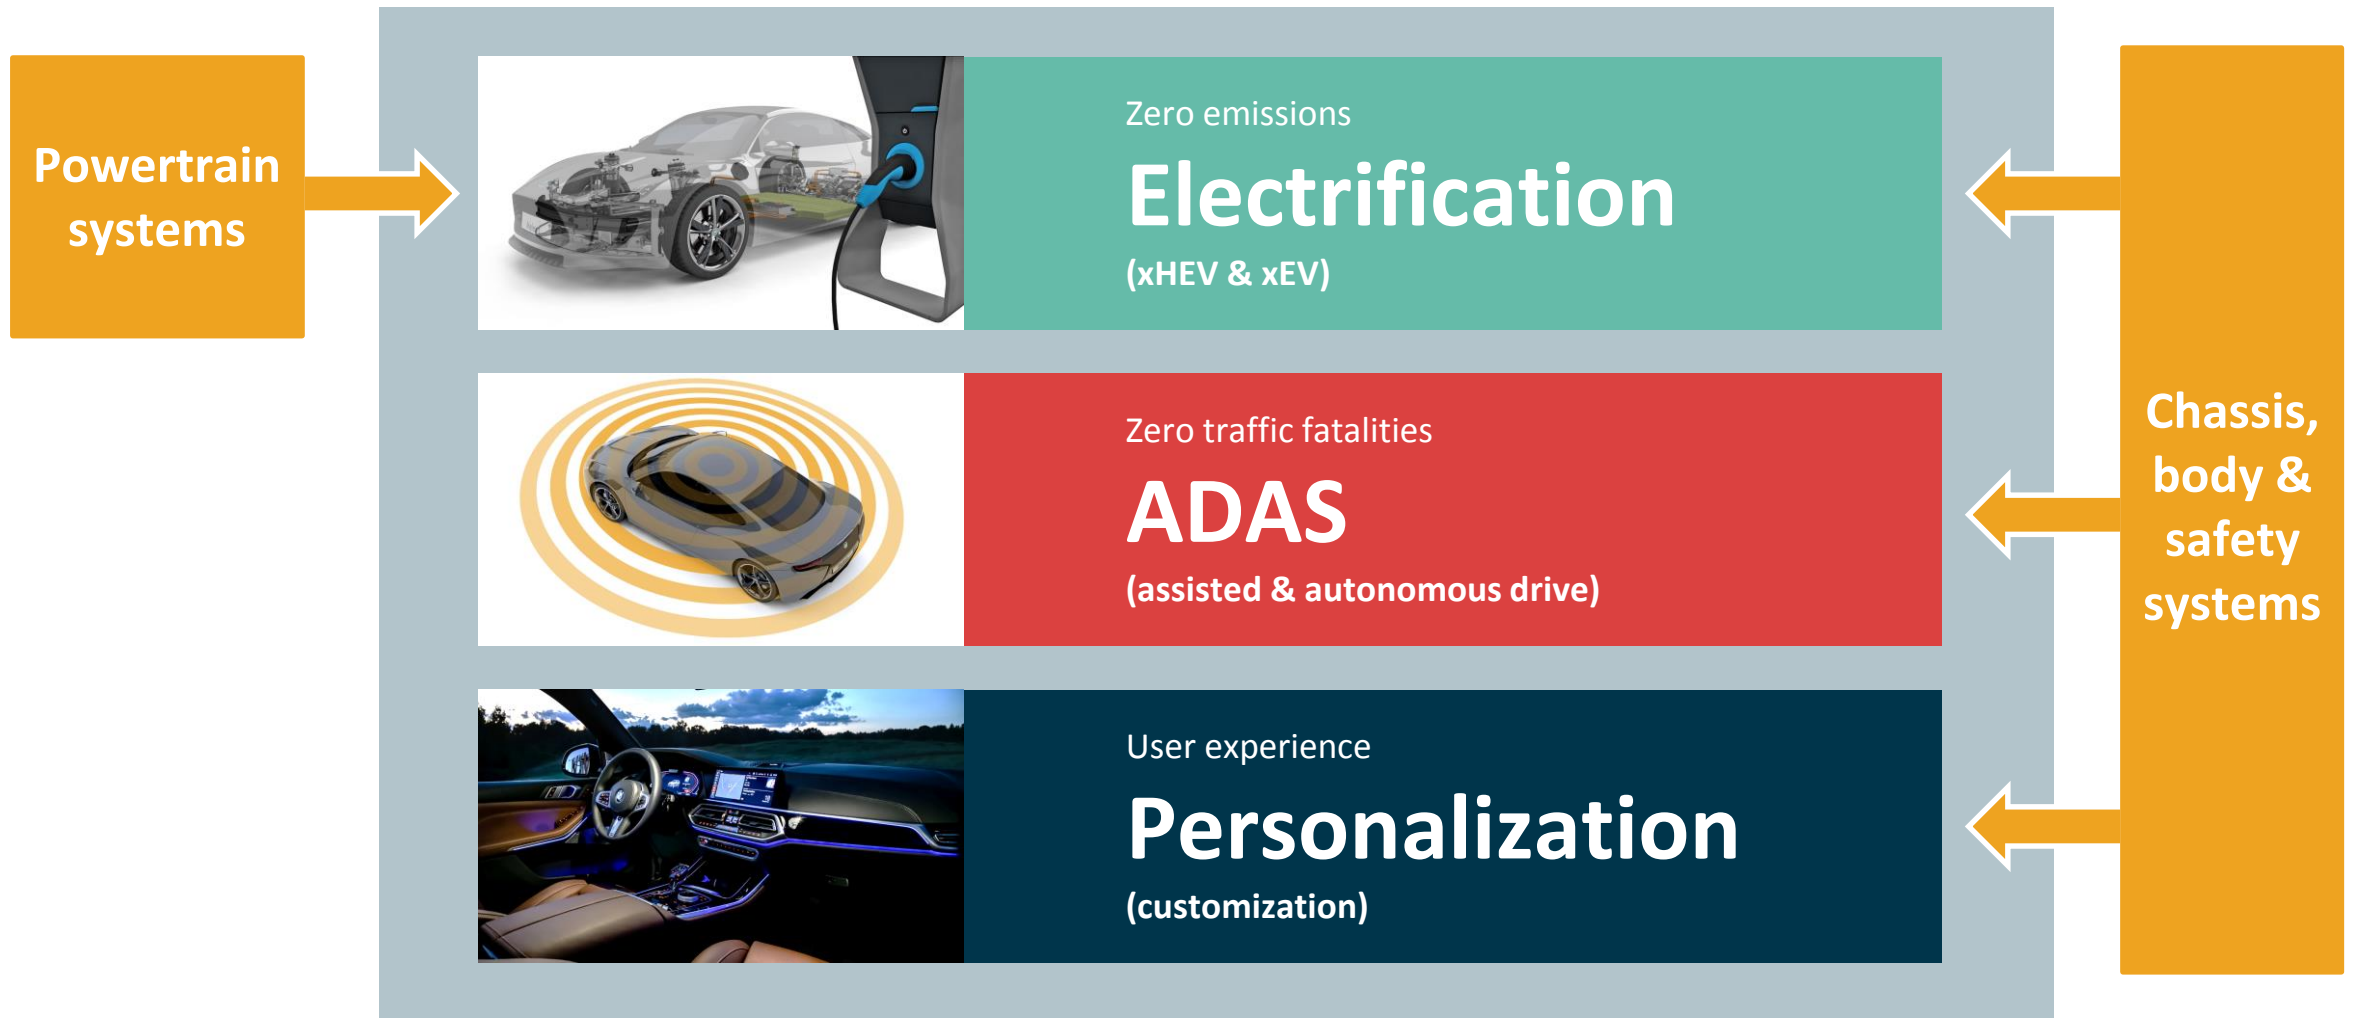 Powertrain
systems
Zero emissions
Electrification
(xHEV & xEV)
Zero traffic fatalities
ADAS
(assisted & autonomous drive)
User experience
Personalization
(customization)
Chassis,
body &
safety
systems